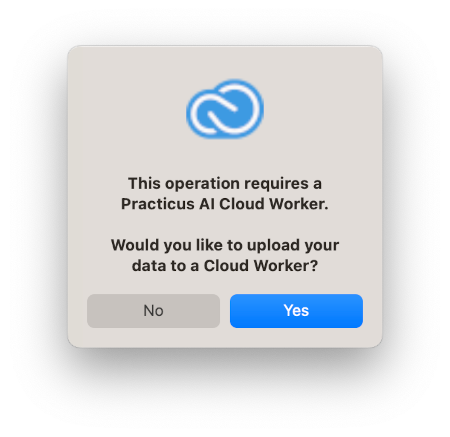 This operation requires a
Practicus AI Cloud Worker.
Would you like to upload your
data to a Cloud Worker?
No
Yes